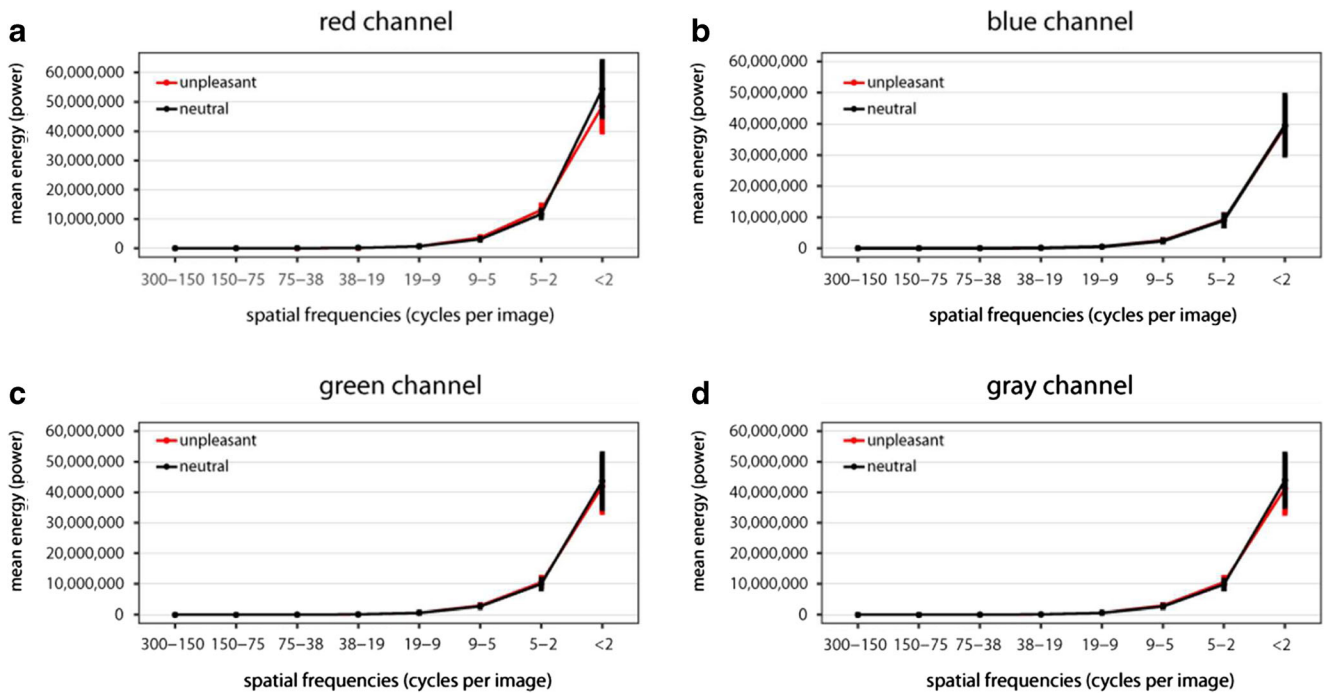 a
red channel
mean energy (power)
60,000,000
50,000,000
40,000,000
30,000,000
20,000,000
10,000,000
0
unpleasant
neutral
300–150 150–75 75–38 38–19 19–9 9–5 5–2 <2
spatial frequencies (cycles per image)
b
blue channel
mean energy (power)
60,000,000
50,000,000
40,000,000
30,000,000
20,000,000
10,000,000
0
unpleasant
neutral
300–150 150–75 75–38 38–19 19–9 9–5 5–2 <2
spatial frequencies (cycles per image)
c
green channel
mean energy (power)
60,000,000
50,000,000
40,000,000
30,000,000
20,000,000
10,000,000
0
unpleasant
neutral
300–150 150–75 75–38 38–19 19–9 9–5 5–2 <2
spatial frequencies (cycles per image)
d
gray channel
mean energy (power)
60,000,000
50,000,000
40,000,000
30,000,000
20,000,000
10,000,000
0
unpleasant
neutral
300–150 150–75 75–38 38–19 19–9 9–5 5–2 <2
spatial frequencies (cycles per image)